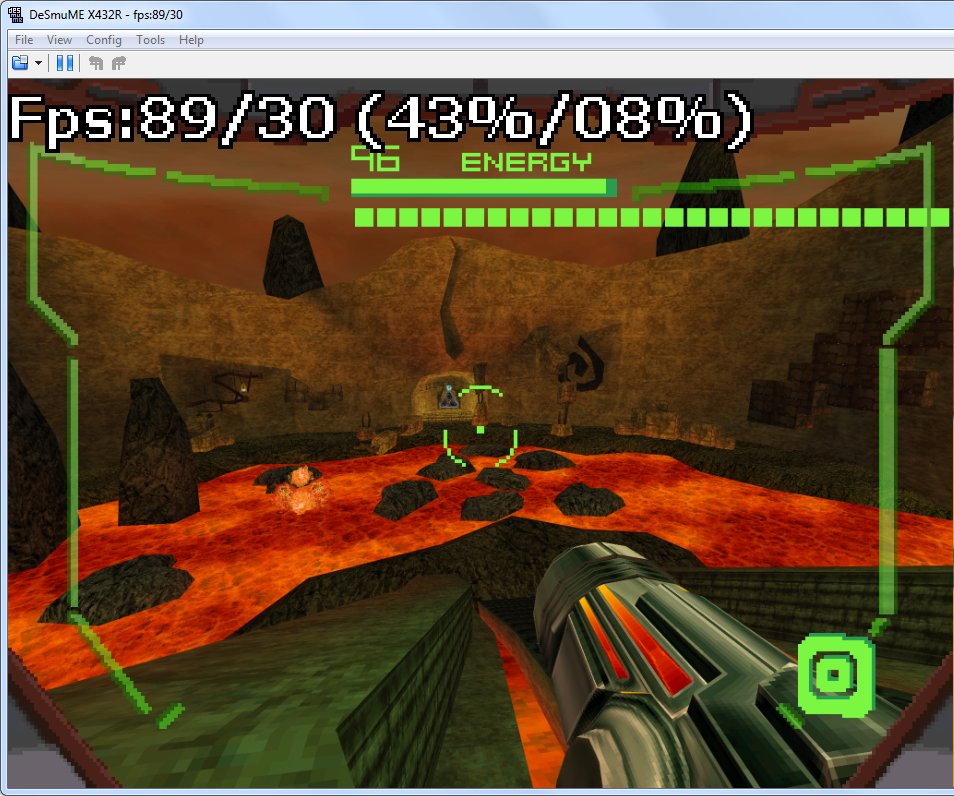 DeSmuME X432R - fps:89/30
File View Config Tools Help
Fps:89/30 (43%/08%)
96 ENERGY